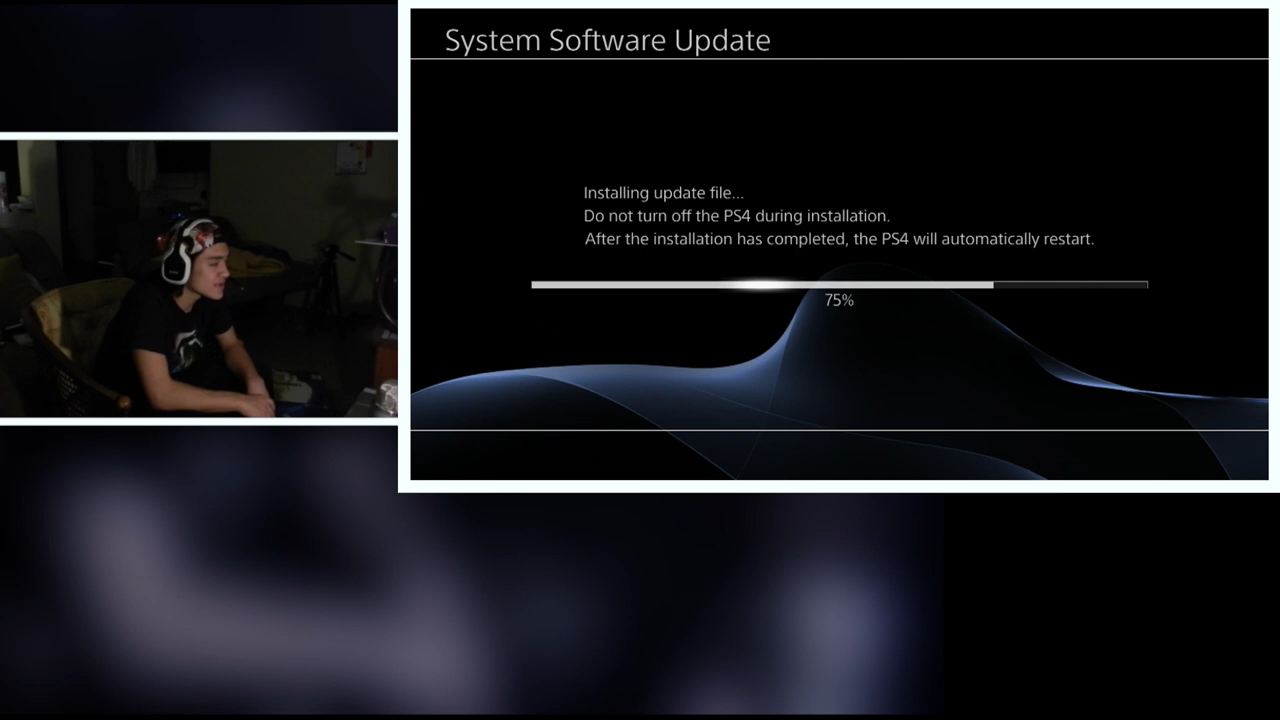 System Software Update
Installing update file...
Do not turn off the PS4 during installation.
After the installation has completed, the PS4 will automatically restart.
75%